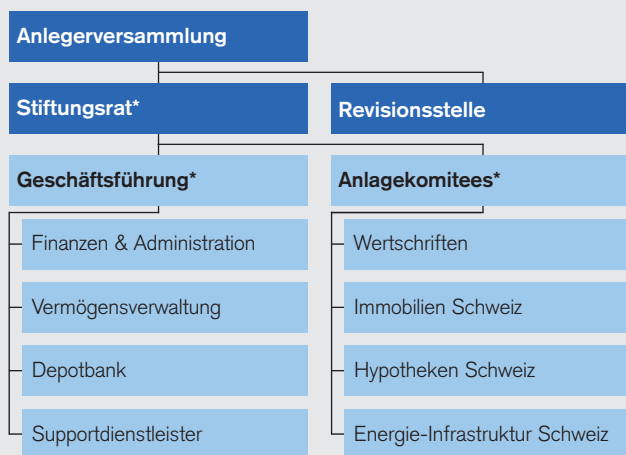 Anlegerversammlung
Stiftungsrat*
Revisionsstelle
Geschäftsführung*
Anlagekomitees*
Finanzen & Administration
Wertschriften
Vermögensverwaltung
Immobilien Schweiz
Depotbank
Hypotheken Schweiz
Supportdienstleister
Energie-Infrastruktur Schweiz